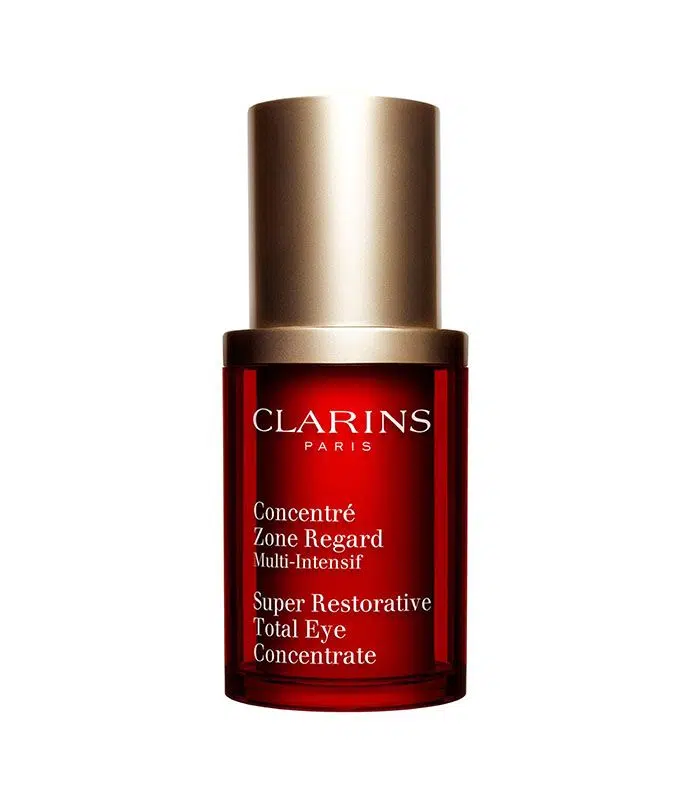 CLARINS
PARIS
Concentré
Zone Regard
Multi-Intensif
Super Restorative
Total Eye
Concentrate